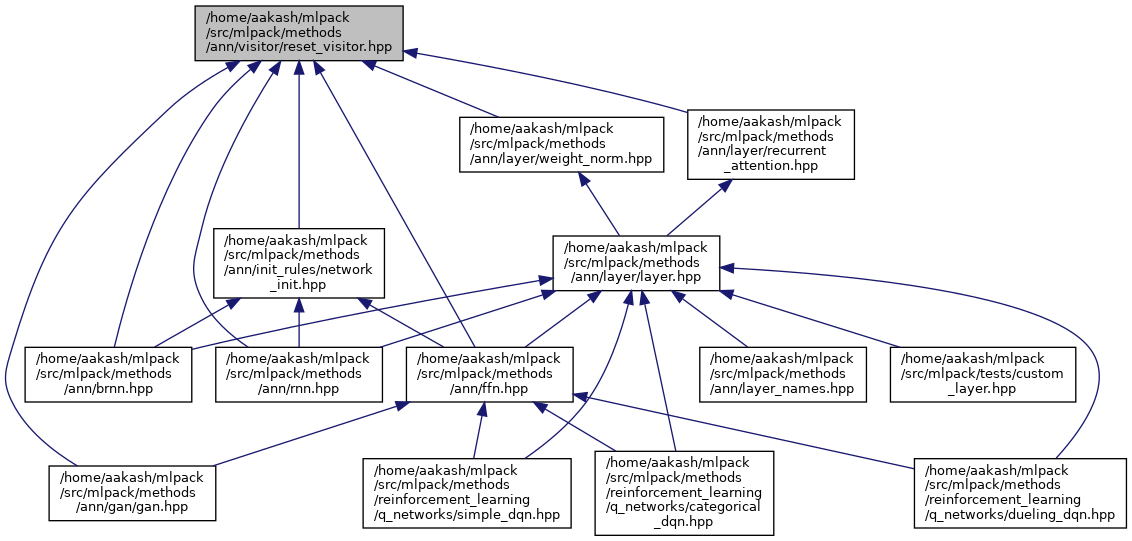 /home/aakash/mlpack
/src/mlpack/methods
/ann/visitor/reset_visitor.hpp
/home/aakash/mlpack
/src/mlpack/methods
/ann/layer/weight_norm.hpp
/home/aakash/mlpack
/src/mlpack/methods
/ann/layer/recurrent
_attention.hpp
/home/aakash/mlpack
/src/mlpack/methods
/ann/init_rules/network
_init.hpp
/home/aakash/mlpack
/src/mlpack/methods
/ann/layer/layer.hpp
/home/aakash/mlpack
/src/mlpack/methods
/ann/brnn.hpp
/home/aakash/mlpack
/src/mlpack/methods
/ann/rnn.hpp
/home/aakash/mlpack
/src/mlpack/methods
/ann/ffn.hpp
/home/aakash/mlpack
/src/mlpack/methods
/ann/layer_names.hpp
/home/aakash/mlpack
/src/mlpack/tests/custom
_layer.hpp
/home/aakash/mlpack
/src/mlpack/methods
/ann/gan/gan.hpp
/home/aakash/mlpack
/src/mlpack/methods
/reinforcement_learning
/q_networks/simple_dqn.hpp
/home/aakash/mlpack
/src/mlpack/methods
/reinforcement_learning
/q_networks/categorical
_dqn.hpp
/home/aakash/mlpack
/src/mlpack/methods
/reinforcement_learning
/q_networks/dueling_dqn.hpp